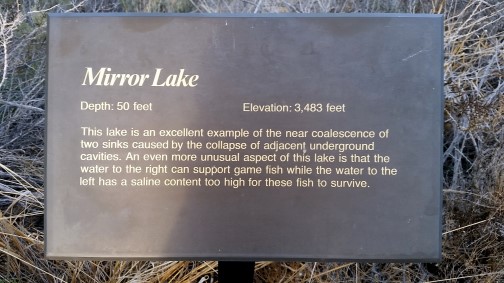 Mirror Lake
Depth: 50 feet Elevation: 3,483 feet
This lake is an excellent example of the near coalescence of
two sinks caused by the collapse of adjacent underground
cavities. An even more unusual aspect of this lake is that the
water to the right can support game fish while the water to the
left has a saline content too high for these fish to survive.